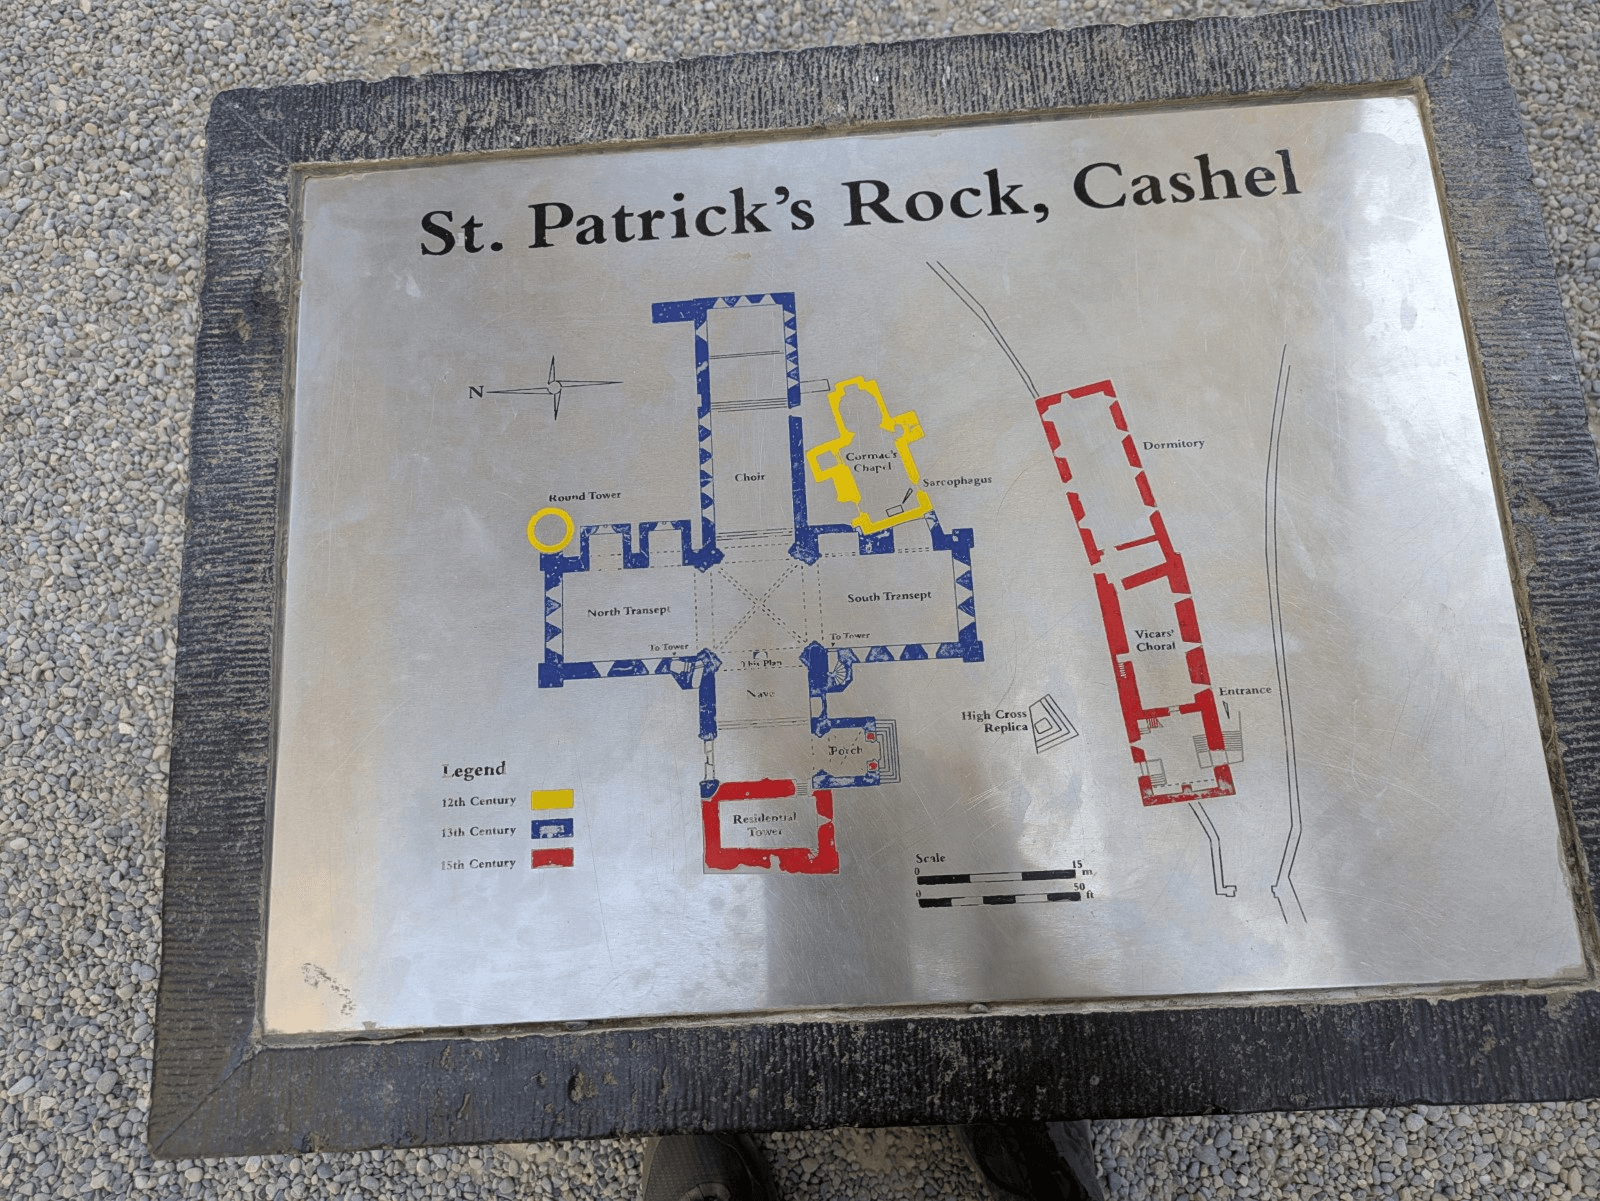 St. Patrick's Rock, Cashel
N
Round Tower
Choir
Cormac's
Chapel
Sarcophagus
Dormitory
North Transept
South Transept
To Tower
To Tower
This Plan
Nave
Vicars'
Choral
Entrance
High Cross
Replica
Porch
Residential
Tower
Legend
12th Century
13th Century
15th Century
Scale
0
15
m
0
50
ft